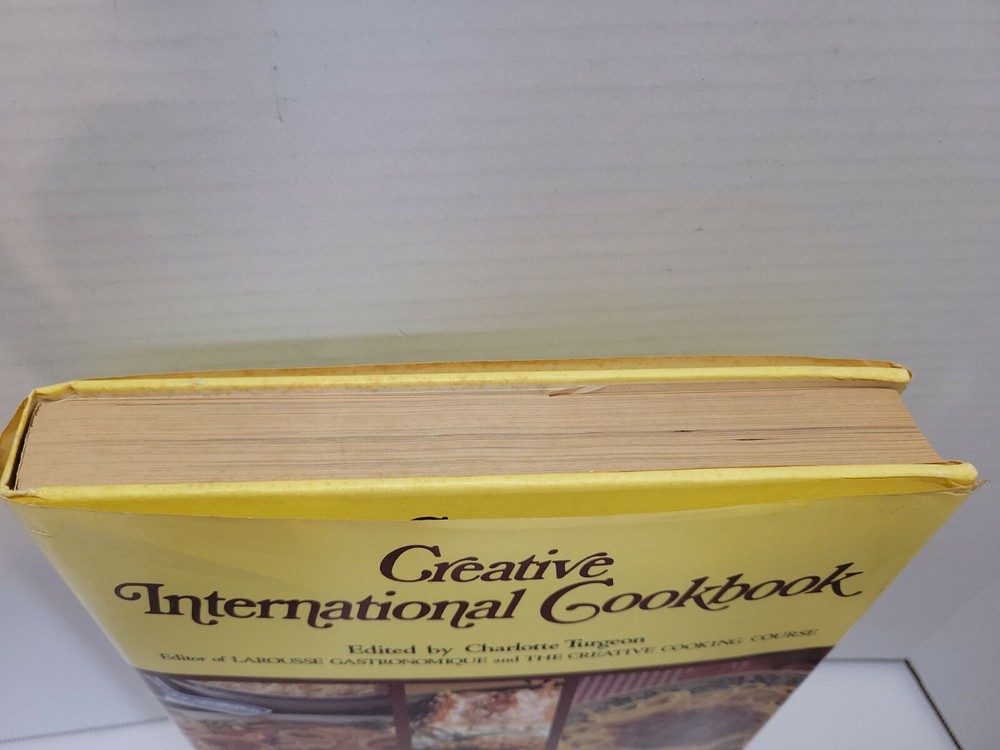 Creative
International Cookbook
Edited by Charlotte Turgeon
Editor of LAROUSSE GASTRONOMIQUE and THE CREATIVE COOKING COURSE